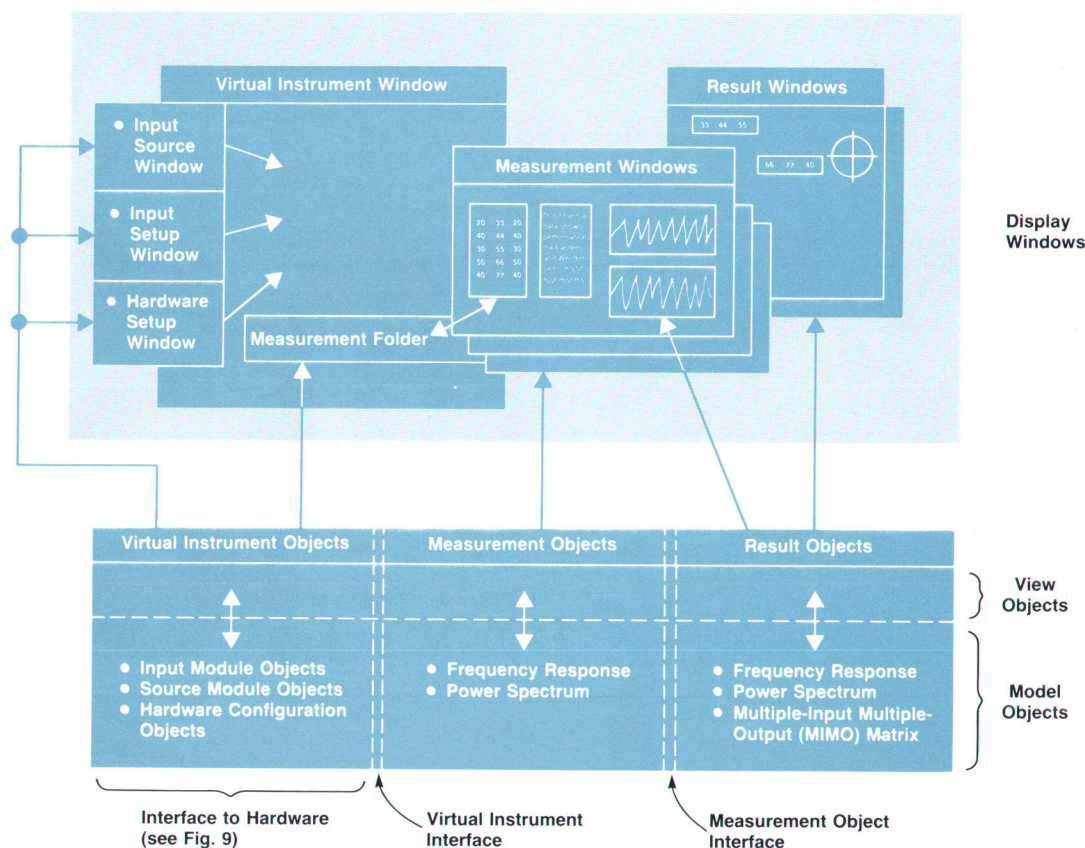 Virtual Instrument Window
Result Windows
● Input
Source
Window
● Input
Setup
Window
● Hardware
Setup
Window
Measurement Windows
33 44 55
66 77 40
20 33 20
40 44 40
30 55 30
50 66 50
40 77 40
Measurement Folder
Display
Windows
Virtual Instrument Objects
Measurement Objects
Result Objects
View
Objects
● Input Module Objects
● Source Module Objects
● Hardware Configuration
Objects
● Frequency Response
● Power Spectrum
● Frequency Response
● Power Spectrum
● Multiple-Input Multiple-
Output (MIMO) Matrix
Model
Objects
Interface to Hardware
(see Fig. 9)
Virtual Instrument
Interface
Measurement Object
Interface